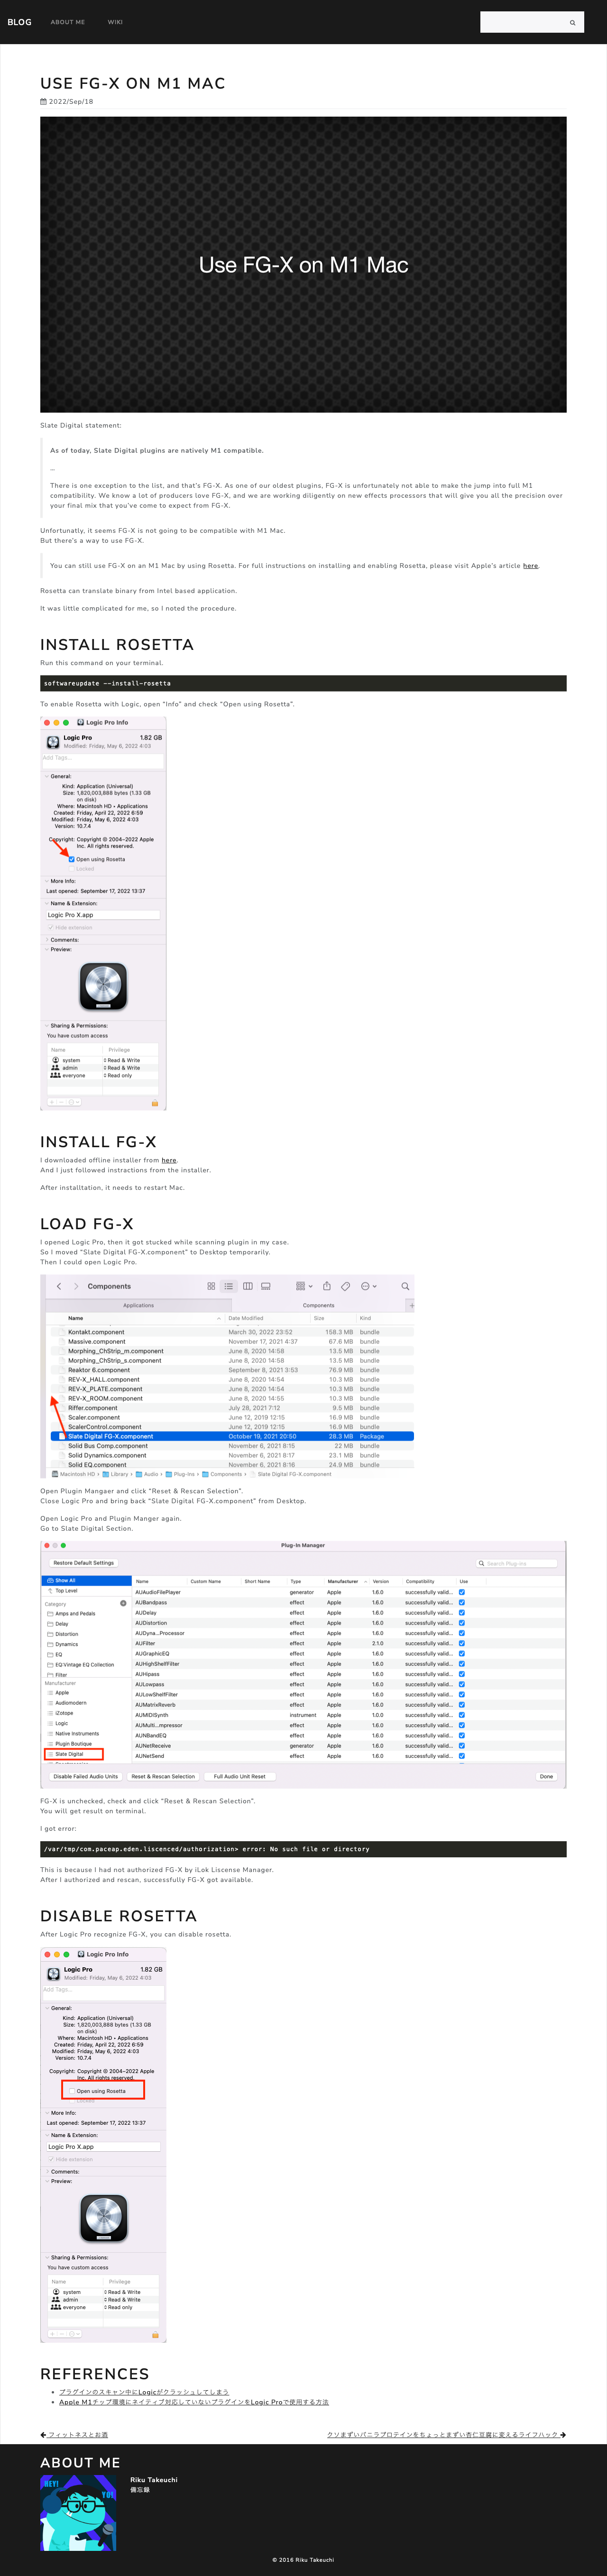 BLOG ABOUT ME WIKI
USE FG-X ON M1 MAC
2022/Sep/18
Use FG-X on M1 Mac
Slate Digital statement:
As of today, Slate Digital plugins are natively M1 compatible.
...
There is one exception to the list, and that's FG-X. As one of our oldest plugins, FG-X is unfortunately not able to make the jump into full M1
compatibility. We know a lot of producers love FG-X, and we are working diligently on new effects processors that will give you all the precision over
your final mix that you've come to expect from FG-X.
Unfortunatly, it seems FG-X is not going to be compatible with M1 Mac.
But there's a way to use FG-X.
You can still use FG-X on an M1 Mac by using Rosetta. For full instructions on installing and enabling Rosetta, please visit Apple's article here.
Rosetta can translate binary from Intel based application.
It was little complicated for me, so I noted the procedure.
INSTALL ROSETTA
Run this command on your terminal.
softwareupdate --install-rosetta
To enable Rosetta with Logic, open "Info" and check "Open using Rosetta".
Logic Pro Info
Logic Pro 1.82 GB
Modified: Friday, May 6, 2022 4:03
Add Tags...
General:
Kind: Application (Universal)
Size: 1,820,003,888 bytes (1.33 GB
on disk)
Where: Macintosh HD • Applications
Created: Friday, April 22, 2022 6:59
Modified: Friday, May 6, 2022 4:03
Version: 10.7.4
Copyright: Copyright © 2004–2022 Apple
Inc. All rights reserved.
Open using Rosetta
Locked
More Info:
Last opened: September 17, 2022 13:37
Name & Extension:
Logic Pro X.app
Hide extension
Comments:
Preview:
Sharing & Permissions:
You have custom access
Name Privilege
system Read & Write
admin Read & Write
everyone Read only
INSTALL FG-X
I downloaded offline installer from here.
And I just followed instractions from the installer.
After installtation, it needs to restart Mac.
LOAD FG-X
I opened Logic Pro, then it got stucked while scanning plugin in my case.
So I moved "Slate Digital FG-X.component" to Desktop temporarily.
Then I could open Logic Pro.
Components
Applications Components
Name Date Modified Size Kind
Kontakt.component March 30, 2022 23:52 158.3 MB bundle
Massive.component November 17, 2021 4:37 67.6 MB bundle
Morphing_ChStrip_m.component June 8, 2020 14:58 13.5 MB bundle
Morphing_ChStrip_s.component June 8, 2020 14:58 13.5 MB bundle
Reaktor 6.component September 8, 2021 3:53 76.9 MB bundle
REV-X_HALL.component June 8, 2020 14:54 10.3 MB bundle
REV-X_PLATE.component June 8, 2020 14:54 10.3 MB bundle
REV-X_ROOM.component June 8, 2020 14:55 10.3 MB bundle
Riffer.component July 28, 2021 7:12 9.5 MB bundle
Scaler.component June 12, 2019 12:15 16.9 MB bundle
ScalerControl.component June 12, 2019 12:15 16.9 MB bundle
Slate Digital FG-X.component October 19, 2021 20:50 28.3 MB Package
Solid Bus Comp.component November 6, 2021 8:15 22 MB bundle
Solid Dynamics.component November 6, 2021 8:17 24.2 MB bundle
Solid EQ.component November 6, 2021 8:16 24.9 MB bundle
Macintosh HD Library Audio Plug-Ins Components Slate Digital FG-X.component
Open Plugin Mangaer and click "Reset & Rescan Selection".
Close Logic Pro and bring back "Slate Digital FG-X.component" from Desktop.
Open Logic Pro and Plugin Manger again.
Go to Slate Digital Section.
Plug-In Manager
Restore Default Settings Search Plug-ins
Show All Name Custom Name Short Name Type Manufacturer Version Compatibility Use
Top Level
Category
Amps and Pedals
Delay
Distortion
Dynamics
EQ
EQ:Vintage EQ Collection
Filter
Manufacturer
Apple
Audiomodern
iZotope
Logic
Native Instruments
Plugin Boutique
Slate Digital
AUAudioFilePlayer generator Apple 1.6.0 successfully valid...
AUBandpass effect Apple 1.6.0 successfully valid...
AUDelay effect Apple 1.6.0 successfully valid...
AUDistortion effect Apple 1.6.0 successfully valid...
AUDyna...Processor effect Apple 1.6.0 successfully valid...
AUFilter effect Apple 2.1.0 successfully valid...
AUGraphicEQ effect Apple 1.6.0 successfully valid...
AUHighShelfFilter effect Apple 1.6.0 successfully valid...
AUHipass effect Apple 1.6.0 successfully valid...
AULowpass effect Apple 1.6.0 successfully valid...
AULowShelfFilter effect Apple 1.6.0 successfully valid...
AUMatrixReverb effect Apple 1.6.0 successfully valid...
AUMIDISynth instrument Apple 1.0.0 successfully valid...
AUMulti...mpressor effect Apple 1.6.0 successfully valid...
AUNBandEQ effect Apple 1.6.0 successfully valid...
AUNetReceive generator Apple 1.6.0 successfully valid...
AUNetSend effect Apple 1.6.0 successfully valid...
Disable Failed Audio Units Reset & Rescan Selection Full Audio Unit Reset Done
FG-X is unchecked, check and click "Reset & Rescan Selection".
You will get result on terminal.
I got error:
/var/tmp/com.paceap.eden.liscenced/authorization> error: No such file or directory
This is because I had not authorized FG-X by iLok Liscense Manager.
After I authorized and rescan, successfully FG-X got available.
DISABLE ROSETTA
After Logic Pro recognize FG-X, you can disable rosetta.
Logic Pro Info
Logic Pro 1.82 GB
Modified: Friday, May 6, 2022 4:03
Add Tags...
General:
Kind: Application (Universal)
Size: 1,820,003,888 bytes (1.33 GB
on disk)
Where: Macintosh HD • Applications
Created: Friday, April 22, 2022 6:59
Modified: Friday, May 6, 2022 4:03
Version: 10.7.4
Copyright: Copyright © 2004–2022 Apple
Inc. All rights reserved.
Open using Rosetta
Locked
More Info:
Last opened: September 17, 2022 13:37
Name & Extension:
Logic Pro X.app
Hide extension
Comments:
Preview:
Sharing & Permissions:
You have custom access
Name Privilege
system Read & Write
admin Read & Write
everyone Read only
REFERENCES
プラグインのスキャン中にLogicがクラッシュしてしまう
Apple M1チップ環境にネイティブ対応していないプラグインをLogic Proで使用する方法
フィットネスとお酒 クソまずいバニラプロテインをちょっとまずい杏仁豆腐に変えるライフハック
ABOUT ME
HEY! YO!
Riku Takeuchi
備忘録
© 2016 Riku Takeuchi